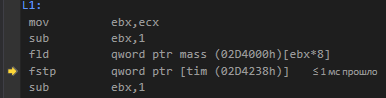 L1:
mov ebx,ecx
sub ebx,1
fld qword ptr mass (02D4000h)[ebx*8]
fstp qword ptr [tim (02D4238h)] ≤ 1 мс прошло
sub ebx,1